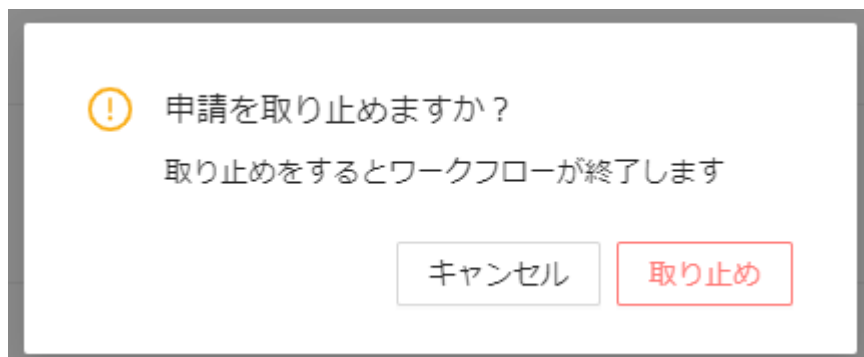 申請を取り止めますか？
取り止めをするとワークフローが終了します
キャンセル 取り止め